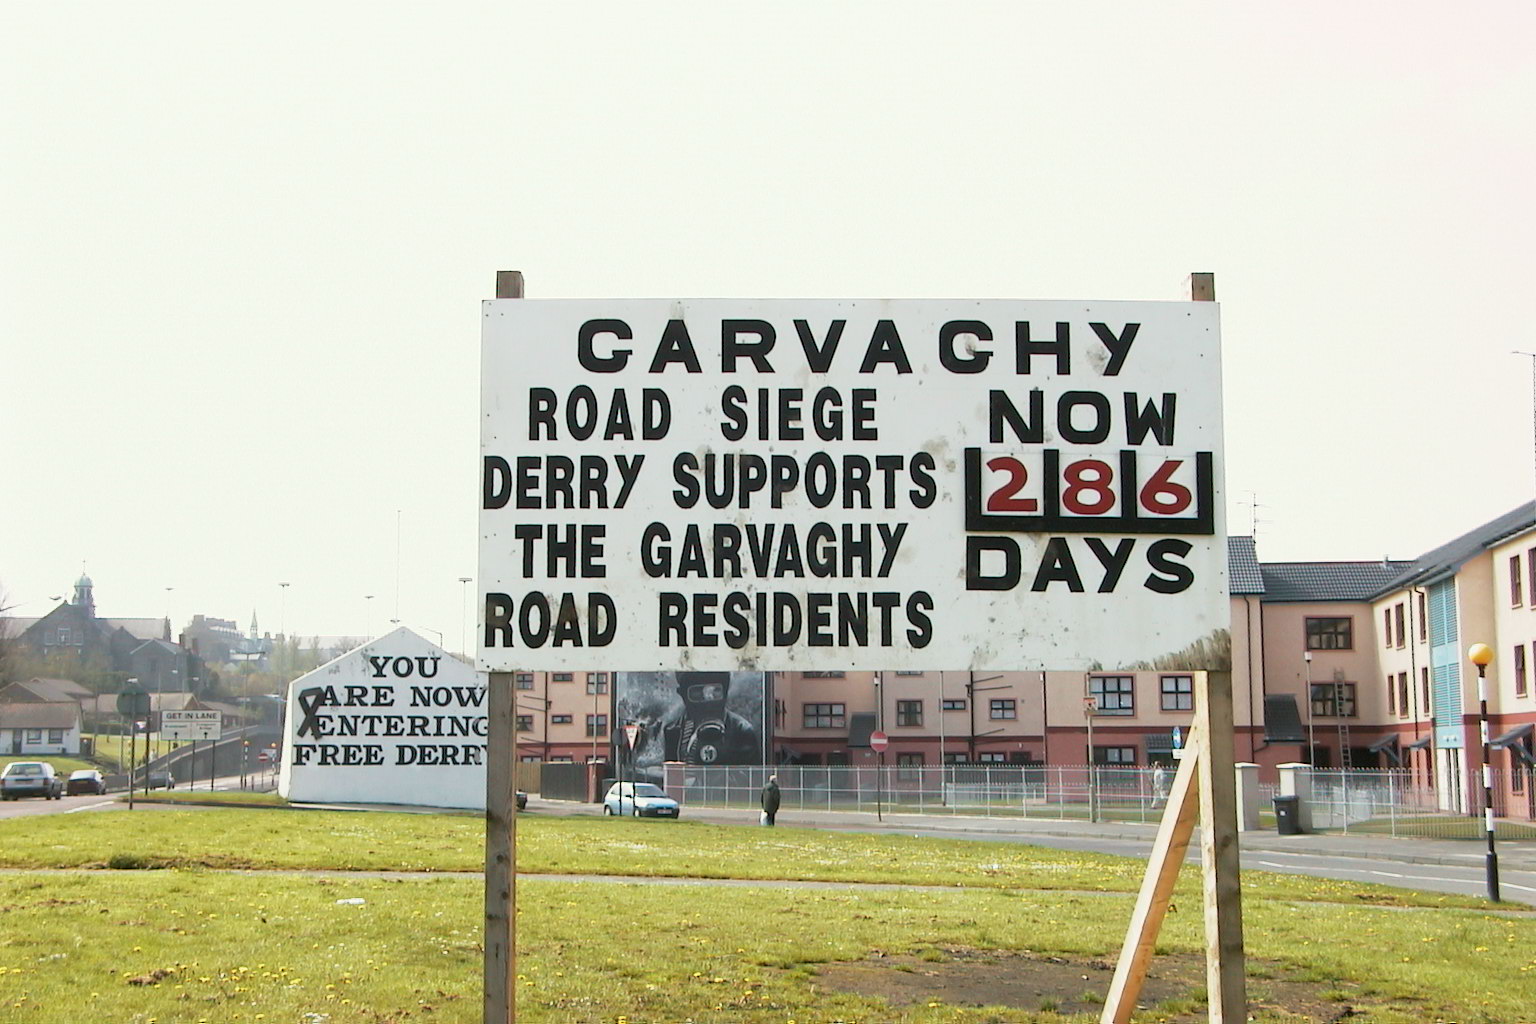 GARVAGHY
ROAD SIEGE
DERRY SUPPORTS
THE GARVAGHY
ROAD RESIDENTS
NOW
286
DAYS
YOU
ARE NOW
ENTERING
FREE DERRY
GET IN LANE